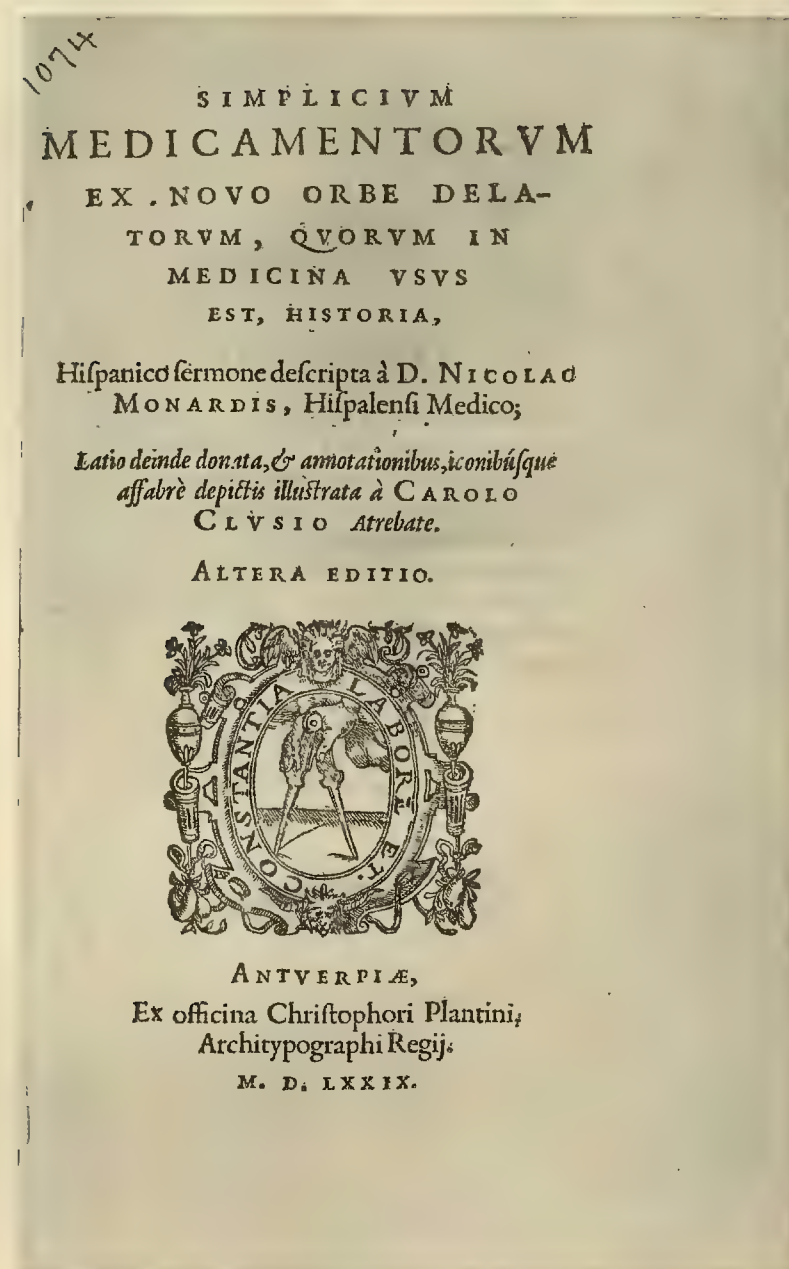 1074
SIMPLICIVM
MEDICAMENTORVM
EX NOVO ORBE DELA-
TORVM, QVORVM IN
MEDICINA VSVS
EST, HISTORIA,
Hiſpanico ſermone deſcripta à D. NICOLAO
MONARDIS, Hiſpalenſi Medico;
Latio deinde donata, & annotationibus, iconibúſque
affabrè depictis illuſtrata à CAROLO
CLVSIO Atrebate.
ALTERA EDITIO.
CONSTANTIA ET. LABORE
ANTVERPIÆ,
Ex officina Chriſtophori Plantini,
Architypographi Regij.
M. D. LXXIX.